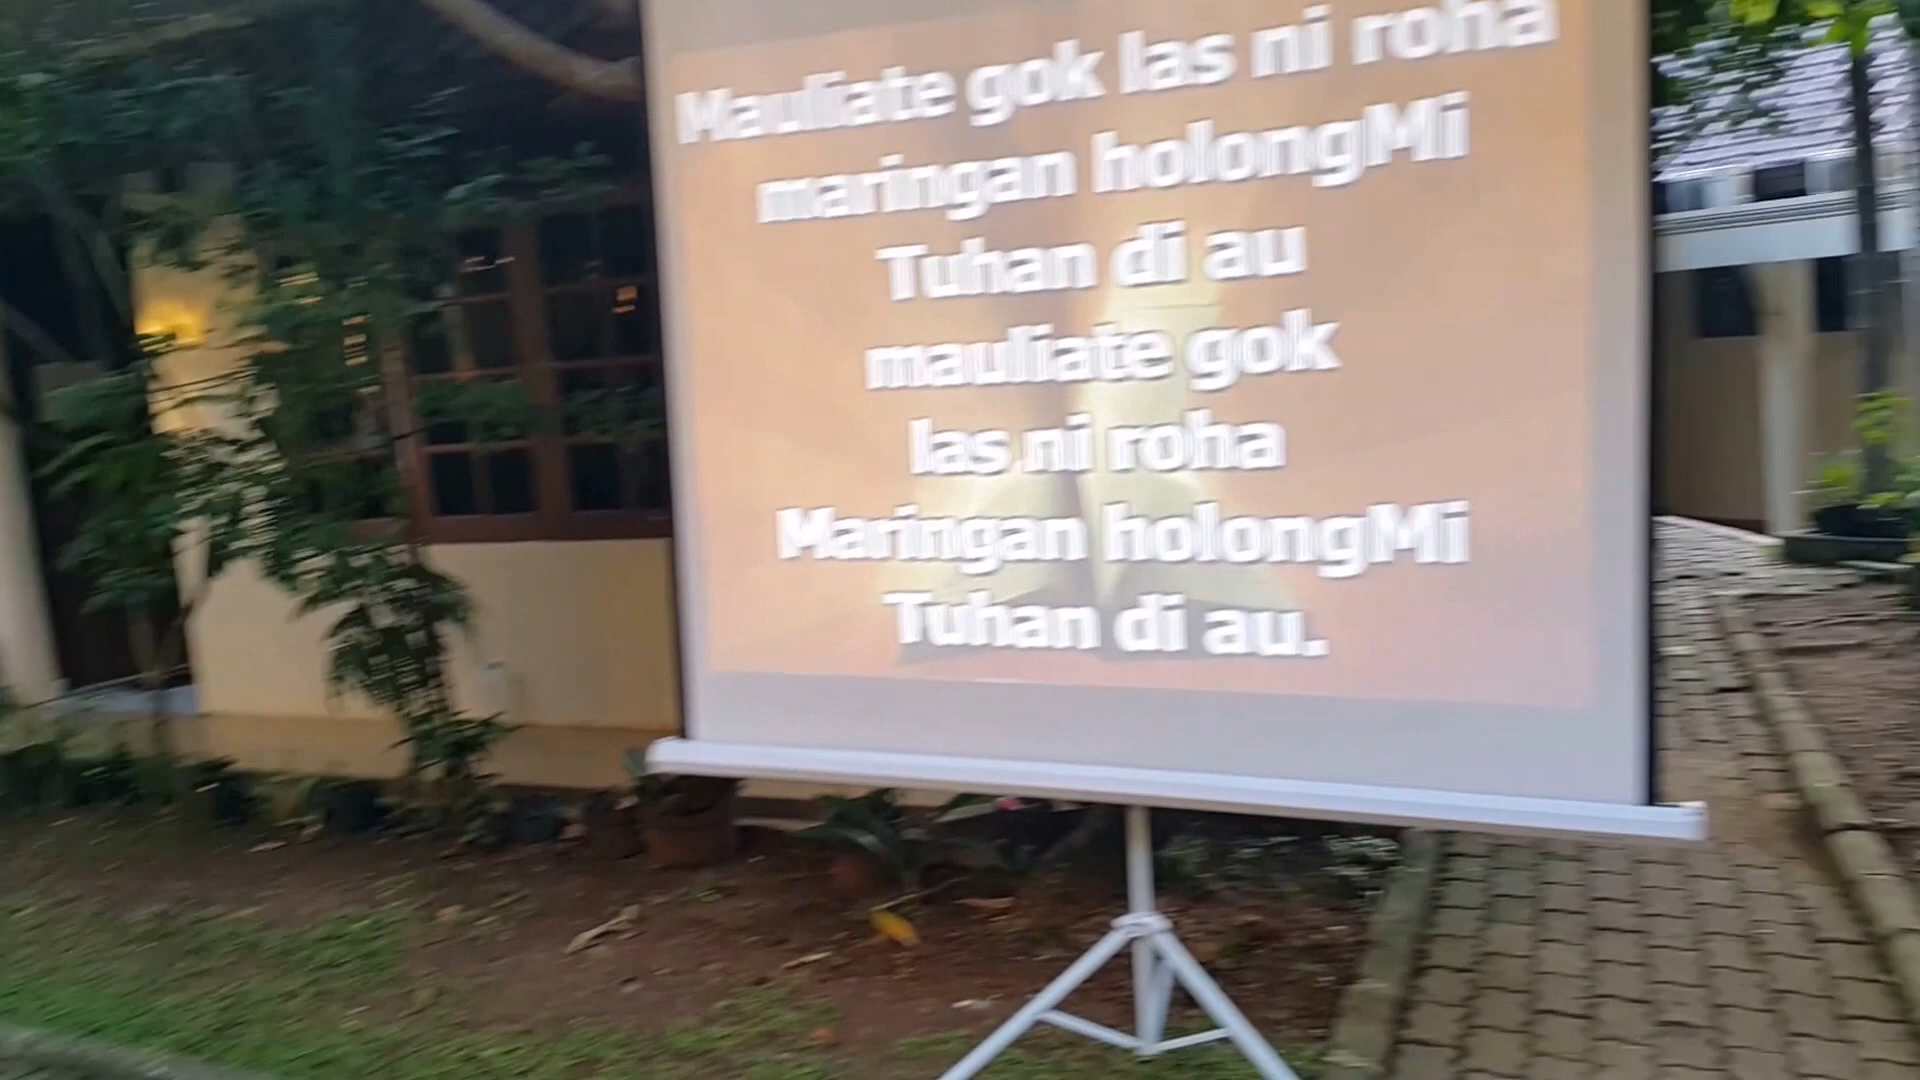 Mauliate gok las ni roha
maringan holongMi
Tuhan di au
mauliate gok
las ni roha
Maringan holongMi
Tuhan di au.